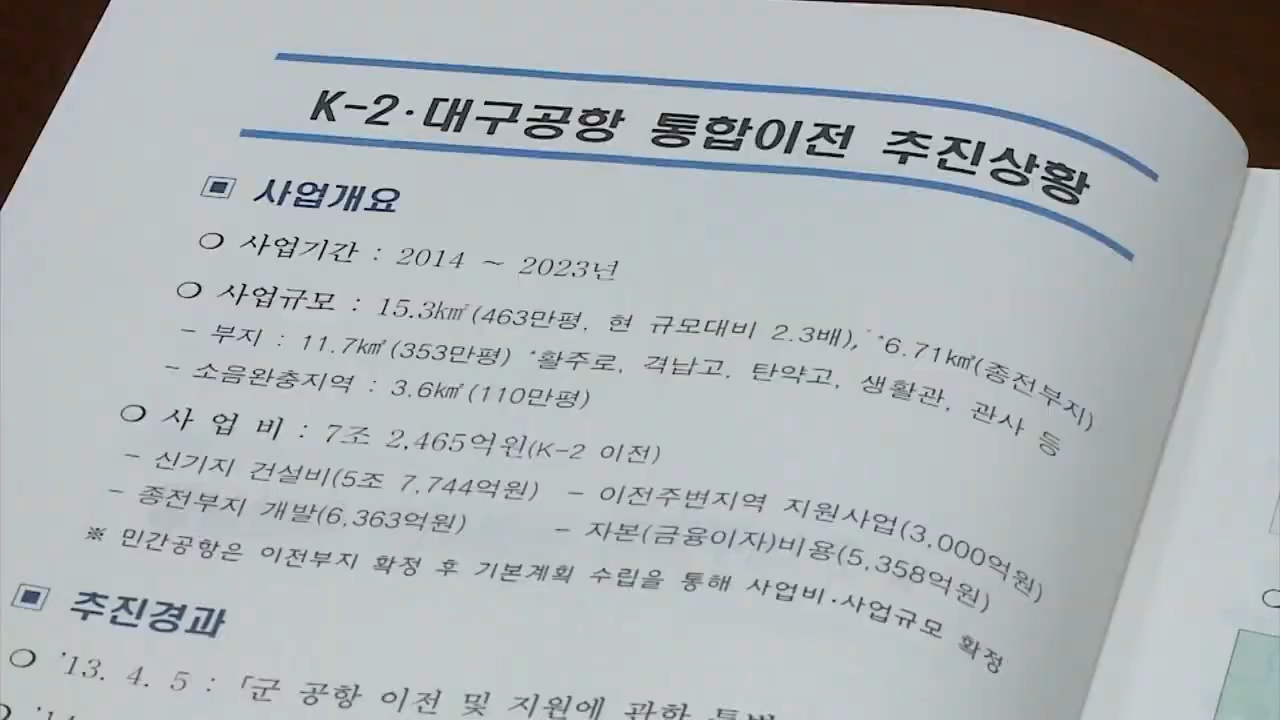 K-2·대구공항 통합이전 추진상황
▣ 사업개요
○ 사업기간 : 2014 ~ 2023년
○ 사업규모 : 15.3㎢(463만평, 현 규모대비 2.3배), *6.71㎢(종전부지)
- 부지 : 11.7㎢(353만평) *활주로, 격납고, 탄약고, 생활관, 관사 등
- 소음완충지역 : 3.6㎢(110만평)
○ 사 업 비 : 7조 2,465억원(K-2 이전)
- 신기지 건설비(5조 7,744억원) - 이전주변지역 지원사업(3,000억원)
- 종전부지 개발(6,363억원) - 자본(금융이자)비용(5,358억원)
※ 민간공항은 이전부지 확정 후 기본계획 수립을 통해 사업비·사업규모 확정
▣ 추진경과
○ '13. 4. 5 : 「군 공항 이전 및 지원에 관한